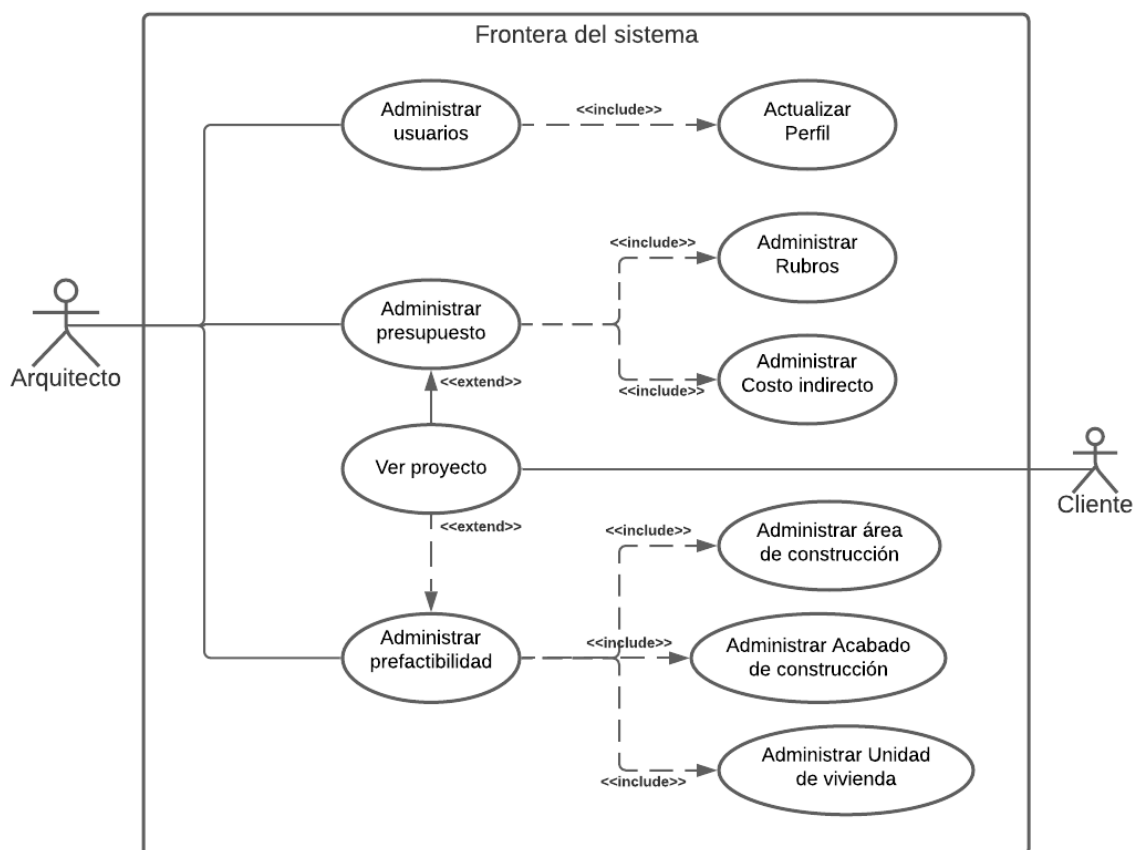 Frontera del sistema
Administrar
usuarios
<<include>>
Actualizar
Perfil
Administrar
presupuesto
<<include>>
Administrar
Rubros
<<include>>
Administrar
Costo indirecto
Arquitecto
<<extend>>
Ver proyecto
Cliente
<<extend>>
Administrar
prefactibilidad
<<include>>
Administrar área
de construcción
<<include>>
Administrar Acabado
de construcción
<<include>>
Administrar Unidad
de vivienda